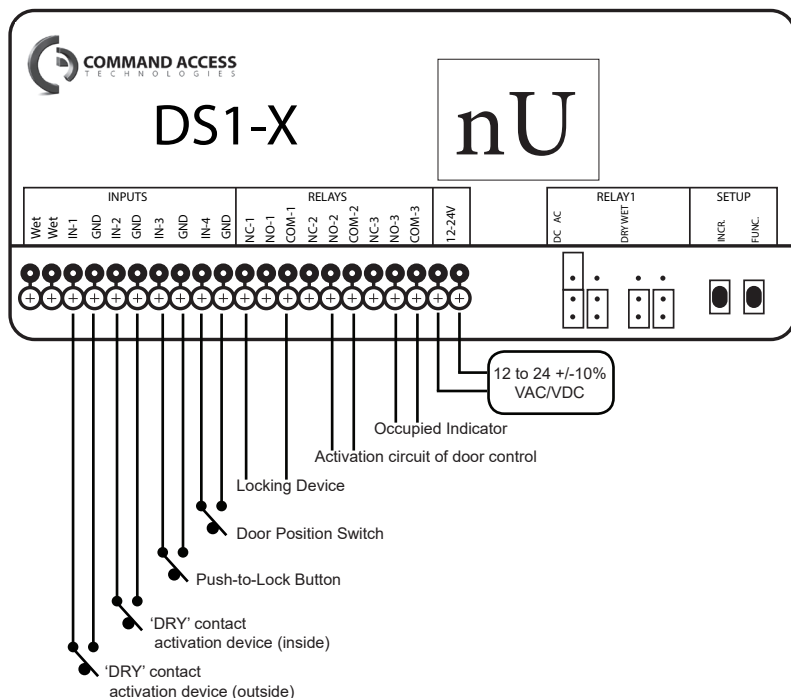 COMMAND ACCESS
TECHNOLOGIES
DS1-X
nU
INPUTS
RELAYS
RELAY1
SETUP
Wet
Wet
IN-1
GND
IN-2
GND
IN-3
GND
IN-4
GND
NC-1
NO-1
COM-1
NC-2
NO-2
COM-2
NC-3
NO-3
COM-3
12-24V
DC AC
DRY WET
INCR.
FUNC.
12 to 24 +/-10%
VAC/VDC
Occupied Indicator
Activation circuit of door control
Locking Device
Door Position Switch
Push-to-Lock Button
'DRY' contact
activation device (inside)
'DRY' contact
activation device (outside)